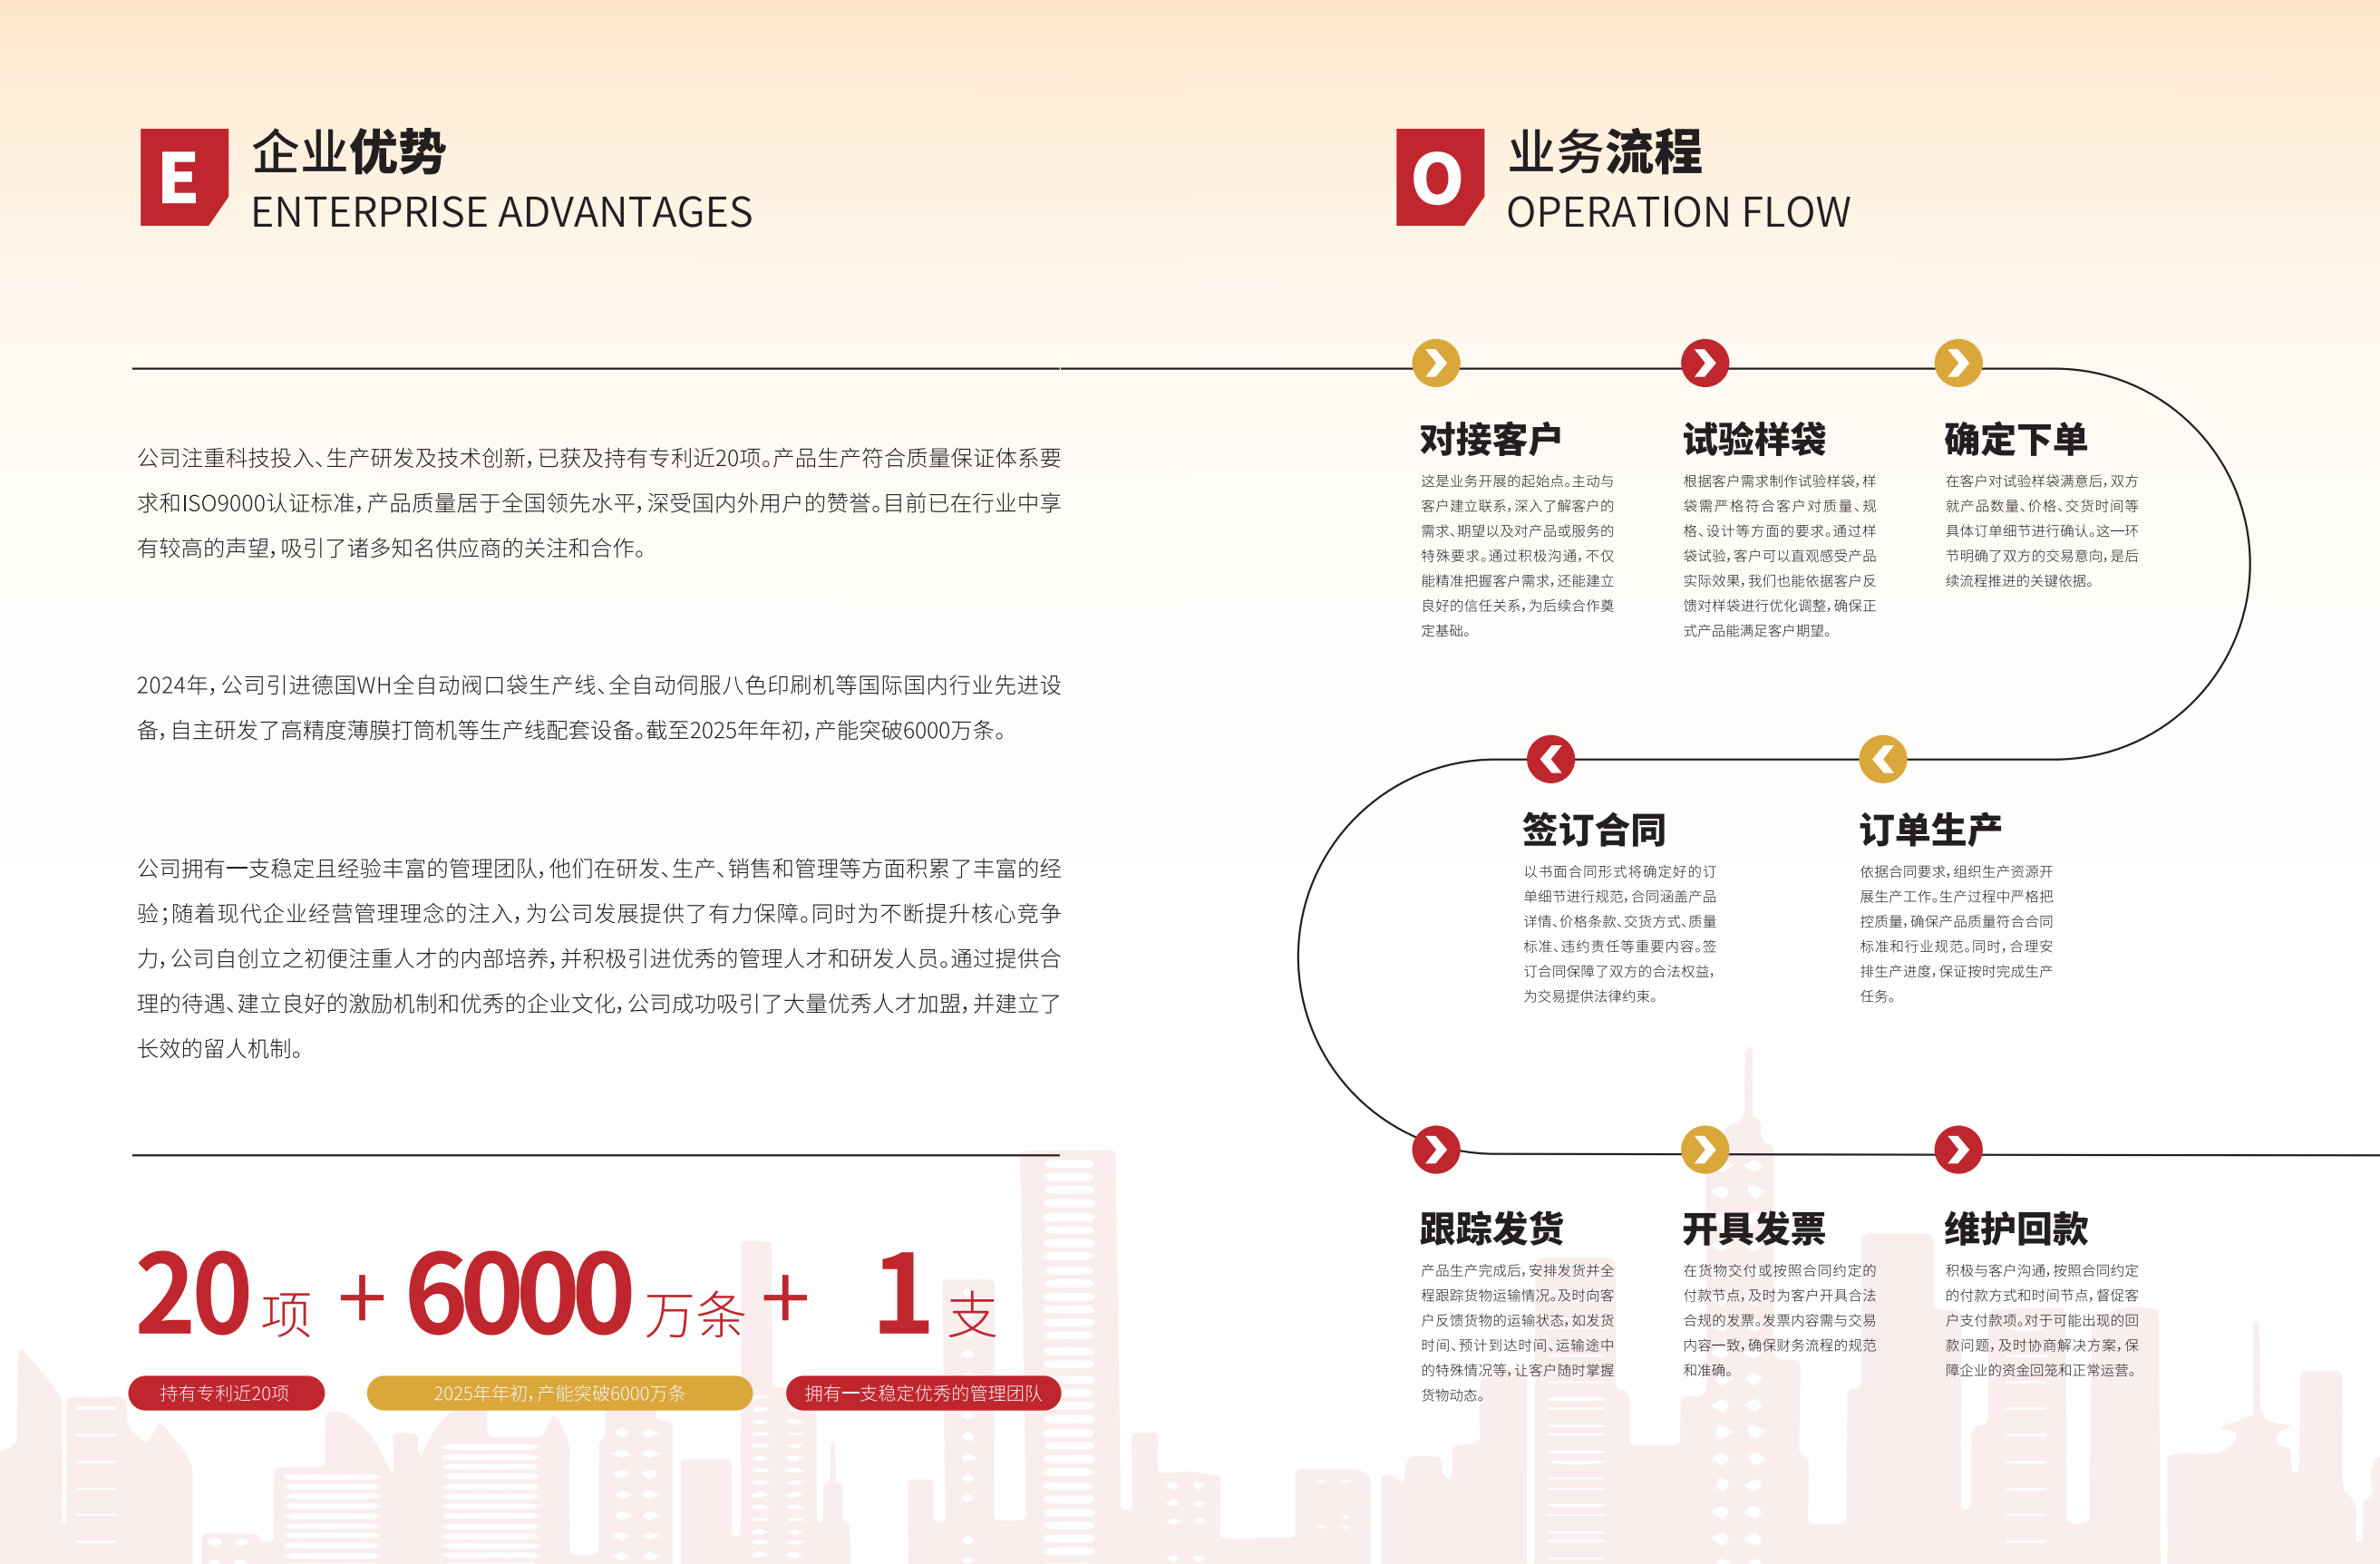 E
企业优势
ENTERPRISE ADVANTAGES
公司注重科技投入、生产研发及技术创新，已获及持有专利近20项。产品生产符合质量保证体系要
求和ISO9000认证标准，产品质量居于全国领先水平，深受国内外用户的赞誉。目前已在行业中享
有较高的声望，吸引了诸多知名供应商的关注和合作。
2024年，公司引进德国WH全自动阀口袋生产线、全自动伺服八色印刷机等国际国内行业先进设
备，自主研发了高精度薄膜打筒机等生产线配套设备。截至2025年年初，产能突破6000万条。
公司拥有一支稳定且经验丰富的管理团队，他们在研发、生产、销售和管理等方面积累了丰富的经
验；随着现代企业经营管理理念的注入，为公司发展提供了有力保障。同时为不断提升核心竞争
力，公司自创立之初便注重人才的内部培养，并积极引进优秀的管理人才和研发人员。通过提供合
理的待遇、建立良好的激励机制和优秀的企业文化，公司成功吸引了大量优秀人才加盟，并建立了
长效的留人机制。
20项 + 6000万条 + 1支
持有专利近20项
2025年年初，产能突破6000万条
拥有一支稳定优秀的管理团队
O
业务流程
OPERATION FLOW
对接客户
这是业务开展的起始点。主动与
客户建立联系，深入了解客户的
需求、期望以及对产品或服务的
特殊要求。通过积极沟通，不仅
能精准把握客户需求，还能建立
良好的信任关系，为后续合作奠
定基础。
试验样袋
根据客户需求制作试验样袋，样
袋需严格符合客户对质量、规
格、设计等方面的要求。通过样
袋试验，客户可以直观感受产品
实际效果，我们也能依据客户反
馈对样袋进行优化调整，确保正
式产品能满足客户期望。
确定下单
在客户对试验样袋满意后，双方
就产品数量、价格、交货时间等
具体订单细节进行确认。这一环
节明确了双方的交易意向，是后
续流程推进的关键依据。
签订合同
以书面合同形式将确定好的订
单细节进行规范，合同涵盖产品
详情、价格条款、交货方式、质量
标准、违约责任等重要内容。签
订合同保障了双方的合法权益，
为交易提供法律约束。
订单生产
依据合同要求，组织生产资源开
展生产工作。生产过程中严格把
控质量，确保产品质量符合合同
标准和行业规范。同时，合理安
排生产进度，保证按时完成生产
任务。
跟踪发货
产品生产完成后，安排发货并全
程跟踪货物运输情况。及时向客
户反馈货物的运输状态，如发货
时间、预计到达时间、运输途中
的特殊情况等，让客户随时掌握
货物动态。
开具发票
在货物交付或按照合同约定的
付款节点，及时为客户开具合法
合规的发票。发票内容需与交易
内容一致，确保财务流程的规范
和准确。
维护回款
积极与客户沟通，按照合同约定
的付款方式和时间节点，督促客
户支付款项。对于可能出现的回
款问题，及时协商解决方案，保
障企业的资金回笼和正常运营。